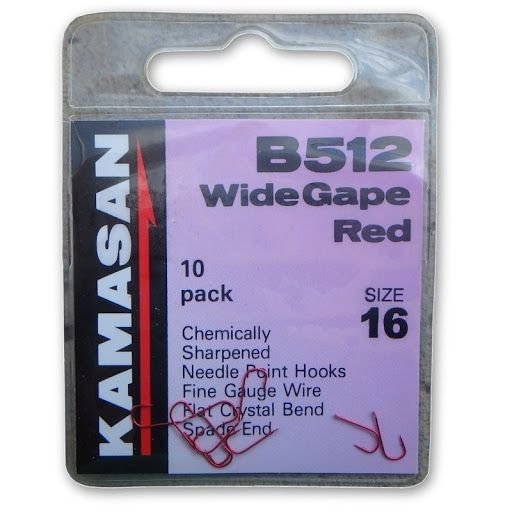 KAMASAN
B512
Wide Gape
Red
10
pack
SIZE
16
Chemically
Sharpened
Needle Point Hooks
Fine Gauge Wire
Flat Crystal Bend
Spade End